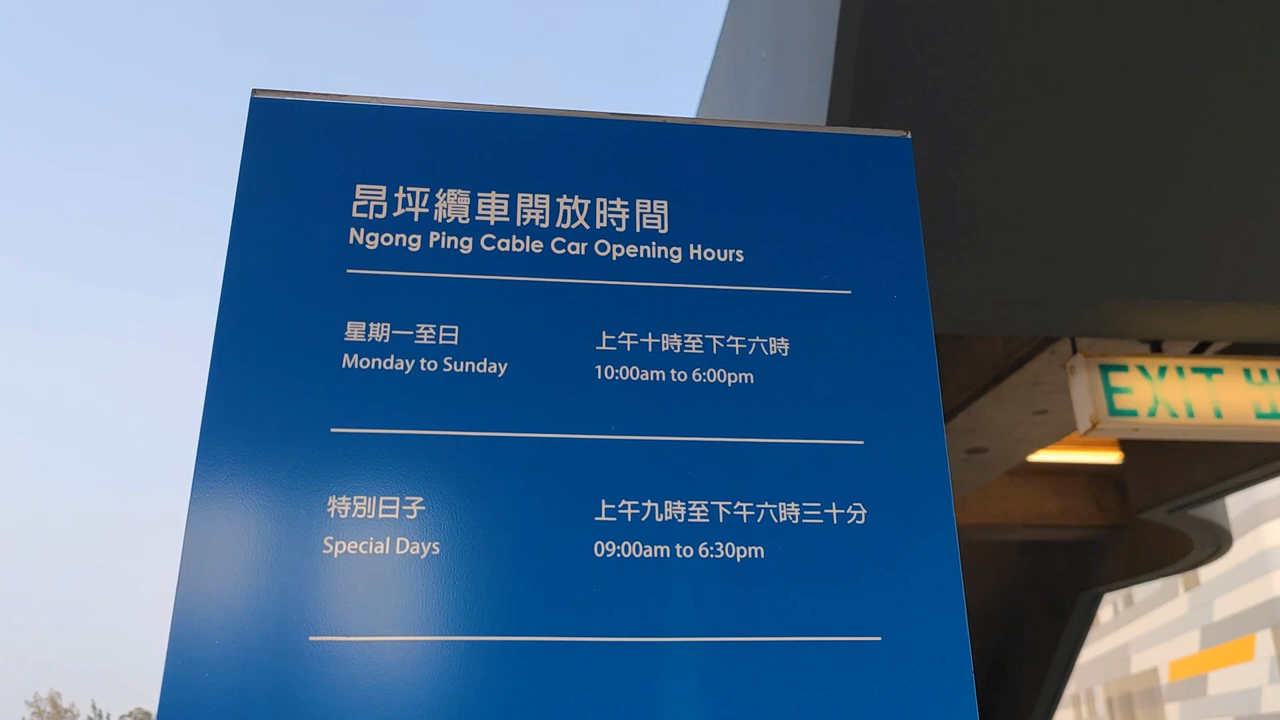 昂坪纜車開放時間
Ngong Ping Cable Car Opening Hours
星期一至日
上午十時至下午六時
Monday to Sunday
10:00am to 6:00pm
特別日子
上午九時至下午六時三十分
Special Days
09:00am to 6:30pm
EXIT 出